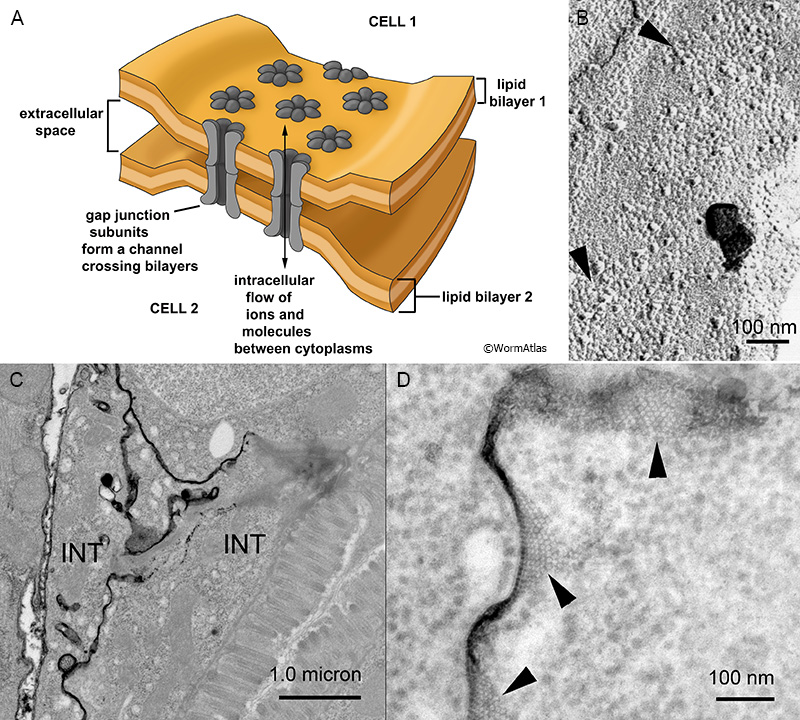 A
CELL 1
lipid
bilayer 1
extracellular
space
gap junction
subunits
form a channel
crossing bilayers
CELL 2
intracellular
flow of
ions and
molecules
between cytoplasms
lipid bilayer 2
©WormAtlas
B
100 nm
C
INT
INT
1.0 micron
D
100 nm